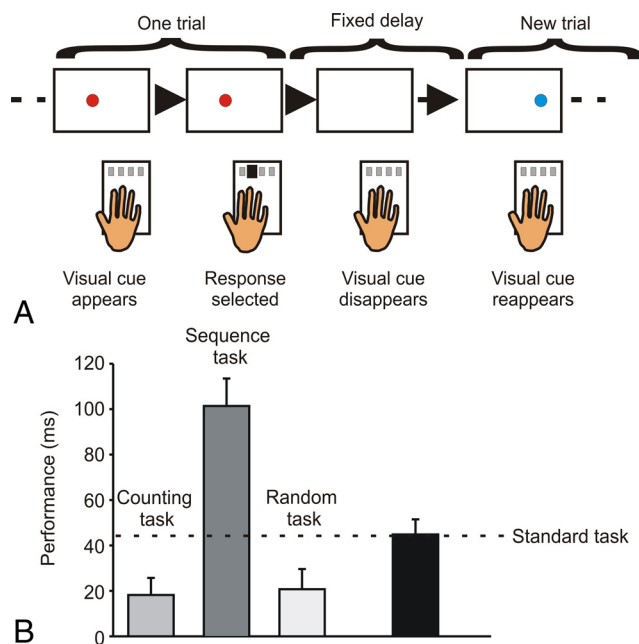 One trial
Fixed delay
New trial
Visual cue
appears
Response
selected
Visual cue
disappears
Visual cue
reappears
A
Sequence
task
120
100
80
60
40
20
0
Performance (ms)
Counting
task
Random
task
Standard task
B